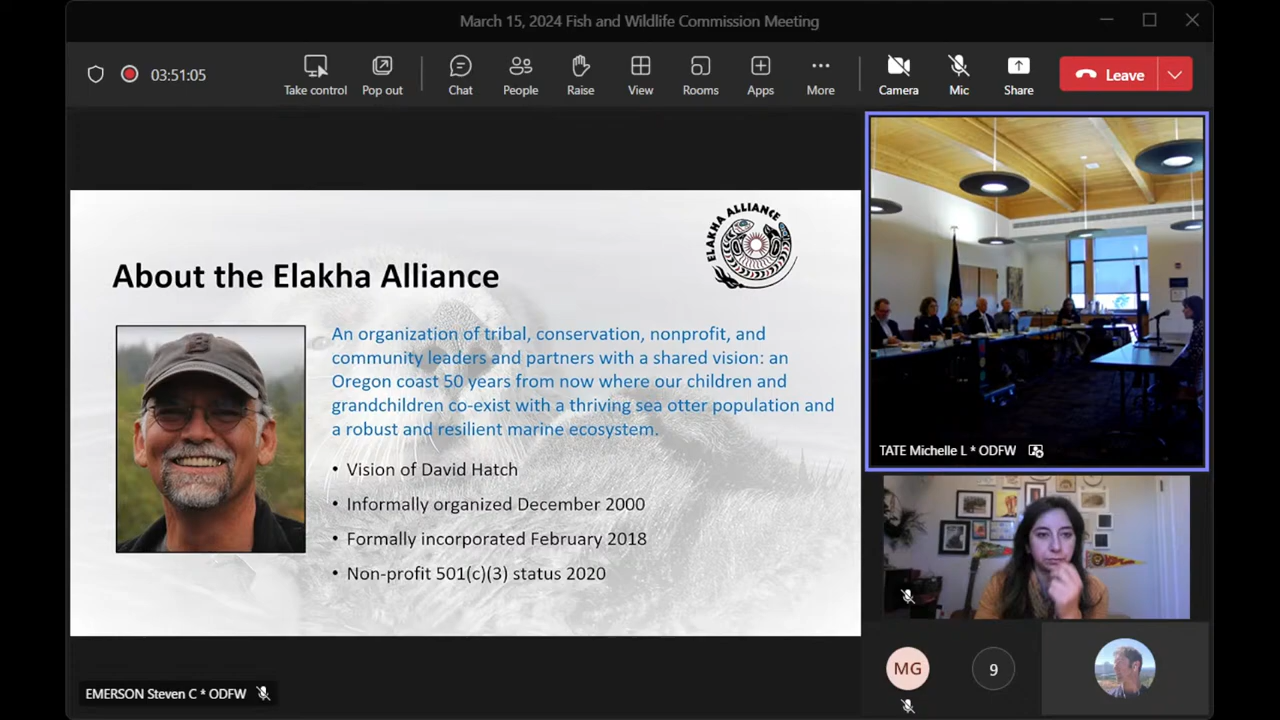 March 15, 2024 Fish and Wildlife Commission Meeting
03:51:05
Take control
Pop out
Chat
People
Raise
View
Rooms
Apps
More
Camera
Mic
Share
Leave
ELAKHA ALLIANCE
About the Elakha Alliance
An organization of tribal, conservation, nonprofit, and
community leaders and partners with a shared vision: an
Oregon coast 50 years from now where our children and
grandchildren co-exist with a thriving sea otter population and
a robust and resilient marine ecosystem.
• Vision of David Hatch
• Informally organized December 2000
• Formally incorporated February 2018
• Non-profit 501(c)(3) status 2020
TATE Michelle L * ODFW
MG
9
EMERSON Steven C * ODFW